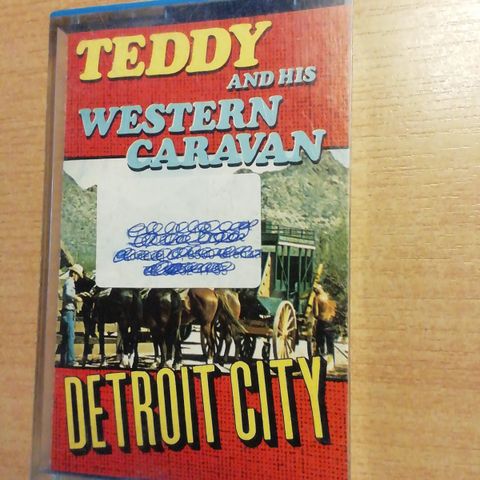 TEDDY
AND HIS
WESTERN
CARAVAN
DETROIT CITY